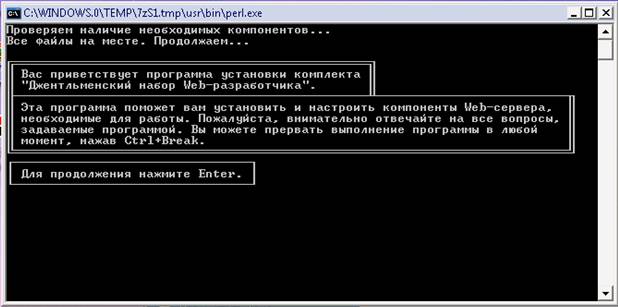 C:\WINDOWS.0\TEMP\7zS1.tmp\usr\bin\perl.exe
Проверяем наличие необходимых компонентов...
Все файлы на месте. Продолжаем...
Вас приветствует программа установки комплекта
"Джентльменский набор Web-разработчика".
Эта программа поможет вам установить и настроить компоненты Web-сервера,
необходимые для работы. Пожалуйста, внимательно отвечайте на все вопросы,
задаваемые программой. Вы можете прервать выполнение программы в любой
момент, нажав Ctrl+Break.
Для продолжения нажмите Enter.